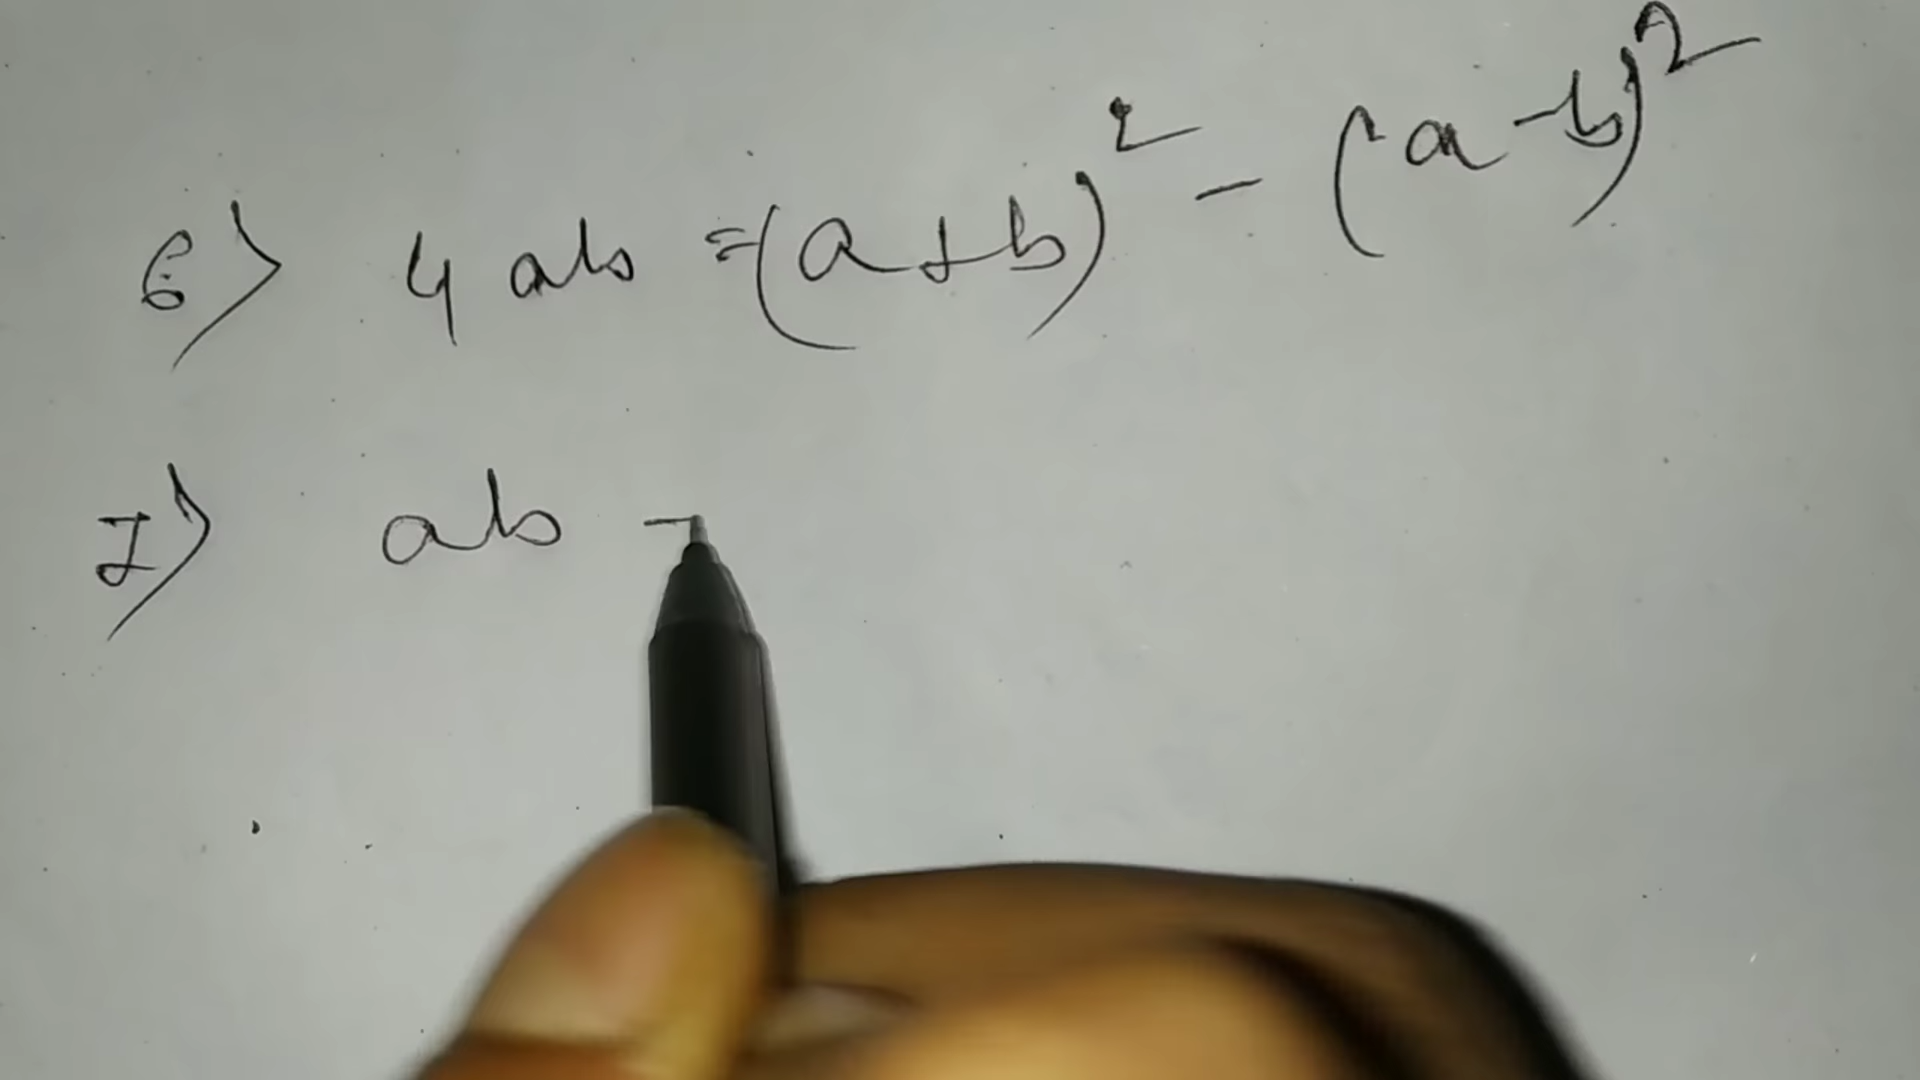 6) 4ab = (a+b)² - (a-b)²
7) ab -